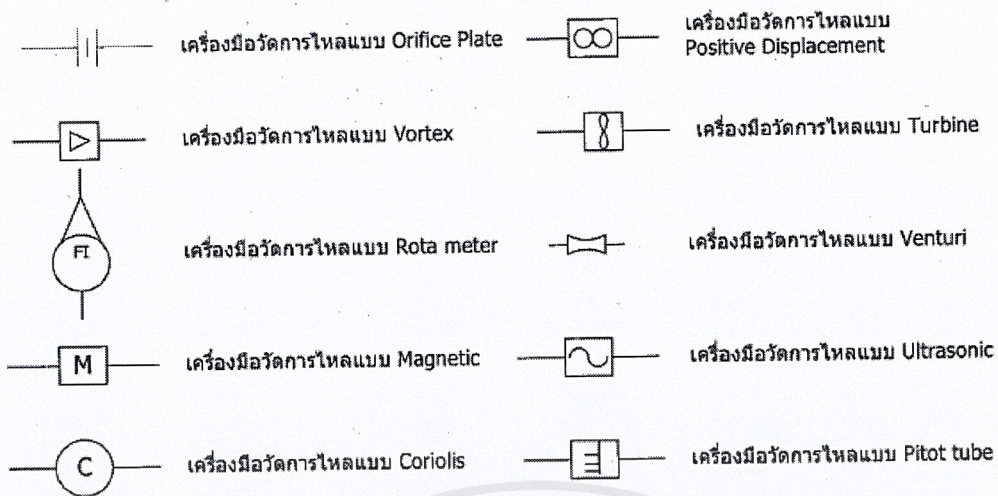 เครื่องมือวัดการไหลแบบ Orifice Plate
เครื่องมือวัดการไหลแบบ
Positive Displacement
เครื่องมือวัดการไหลแบบ Vortex
เครื่องมือวัดการไหลแบบ Turbine
FI
เครื่องมือวัดการไหลแบบ Rota meter
เครื่องมือวัดการไหลแบบ Venturi
M
เครื่องมือวัดการไหลแบบ Magnetic
เครื่องมือวัดการไหลแบบ Ultrasonic
C
เครื่องมือวัดการไหลแบบ Coriolis
เครื่องมือวัดการไหลแบบ Pitot tube